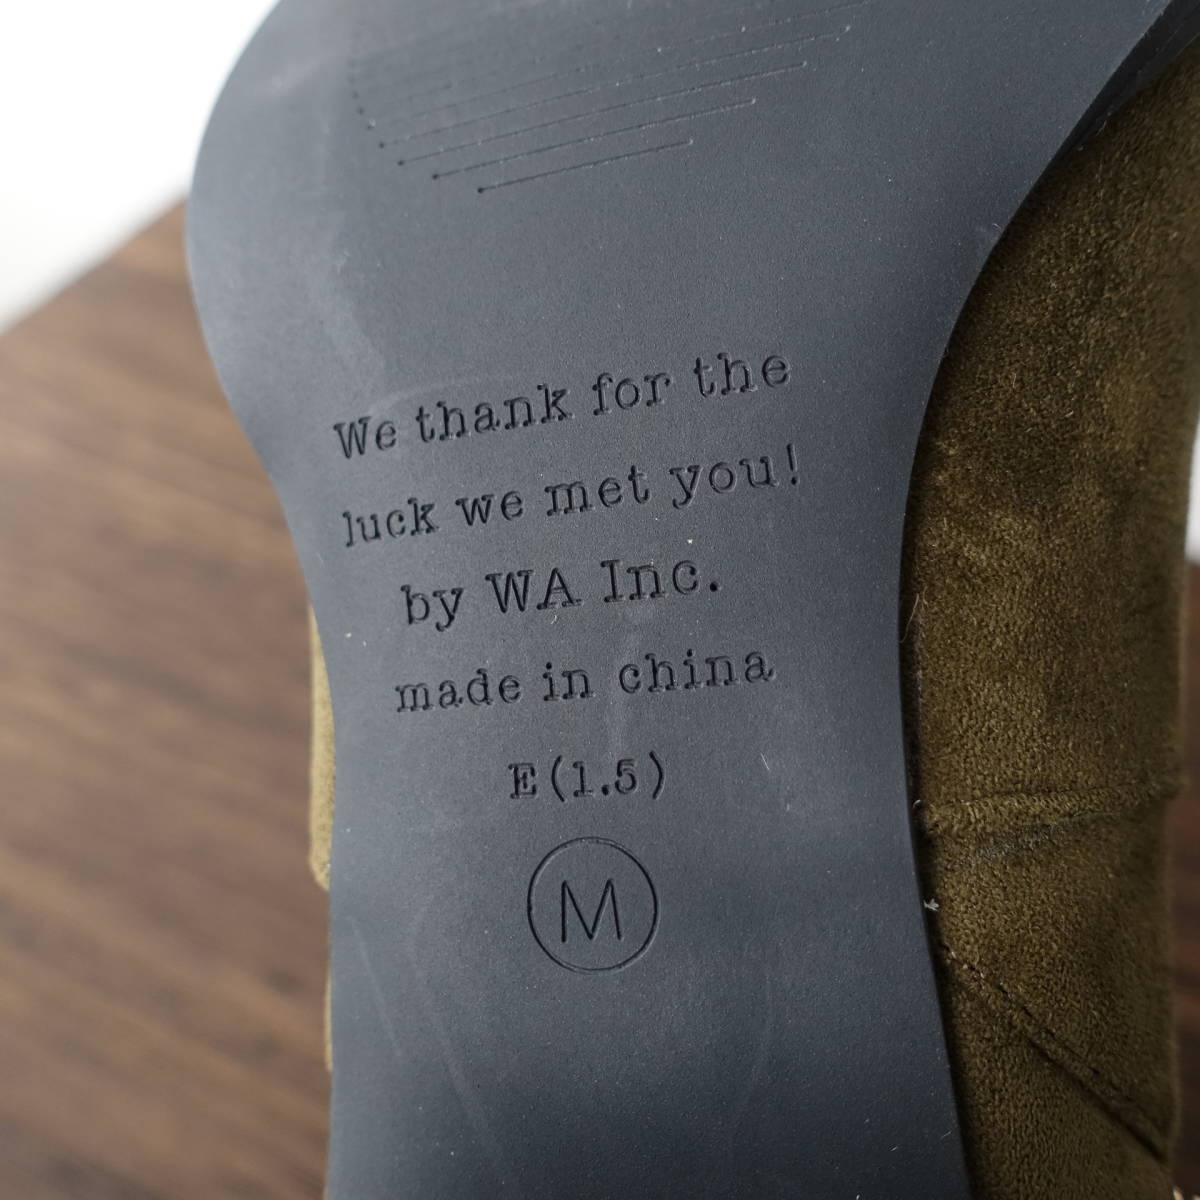 We thank for the
luck we met you!
by WA Inc.
made in china
E(1.5)
M